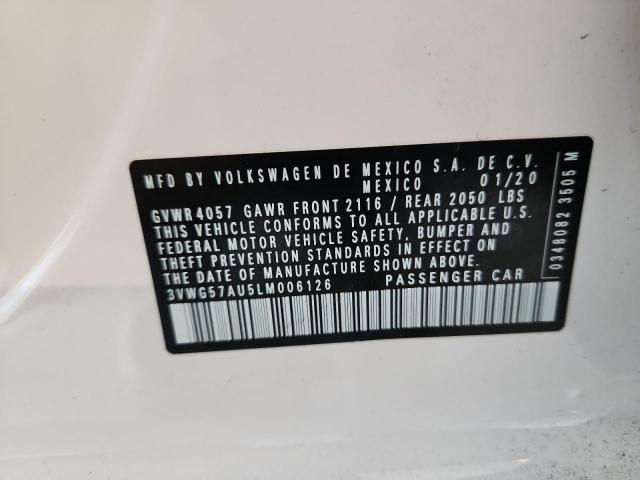 MFD BY VOLKSWAGEN DE MEXICO S.A. DE C.V.
MEXICO 01/20
GVWR 4057 GAWR FRONT 2116 / REAR 2050 LBS
THIS VEHICLE CONFORMS TO ALL APPLICABLE U.S.
FEDERAL MOTOR VEHICLE SAFETY, BUMPER AND
THEFT PREVENTION STANDARDS IN EFFECT ON
THE DATE OF MANUFACTURE SHOWN ABOVE.
3VWG57AU5LM006126 PASSENGER CAR
0348082 3505 M